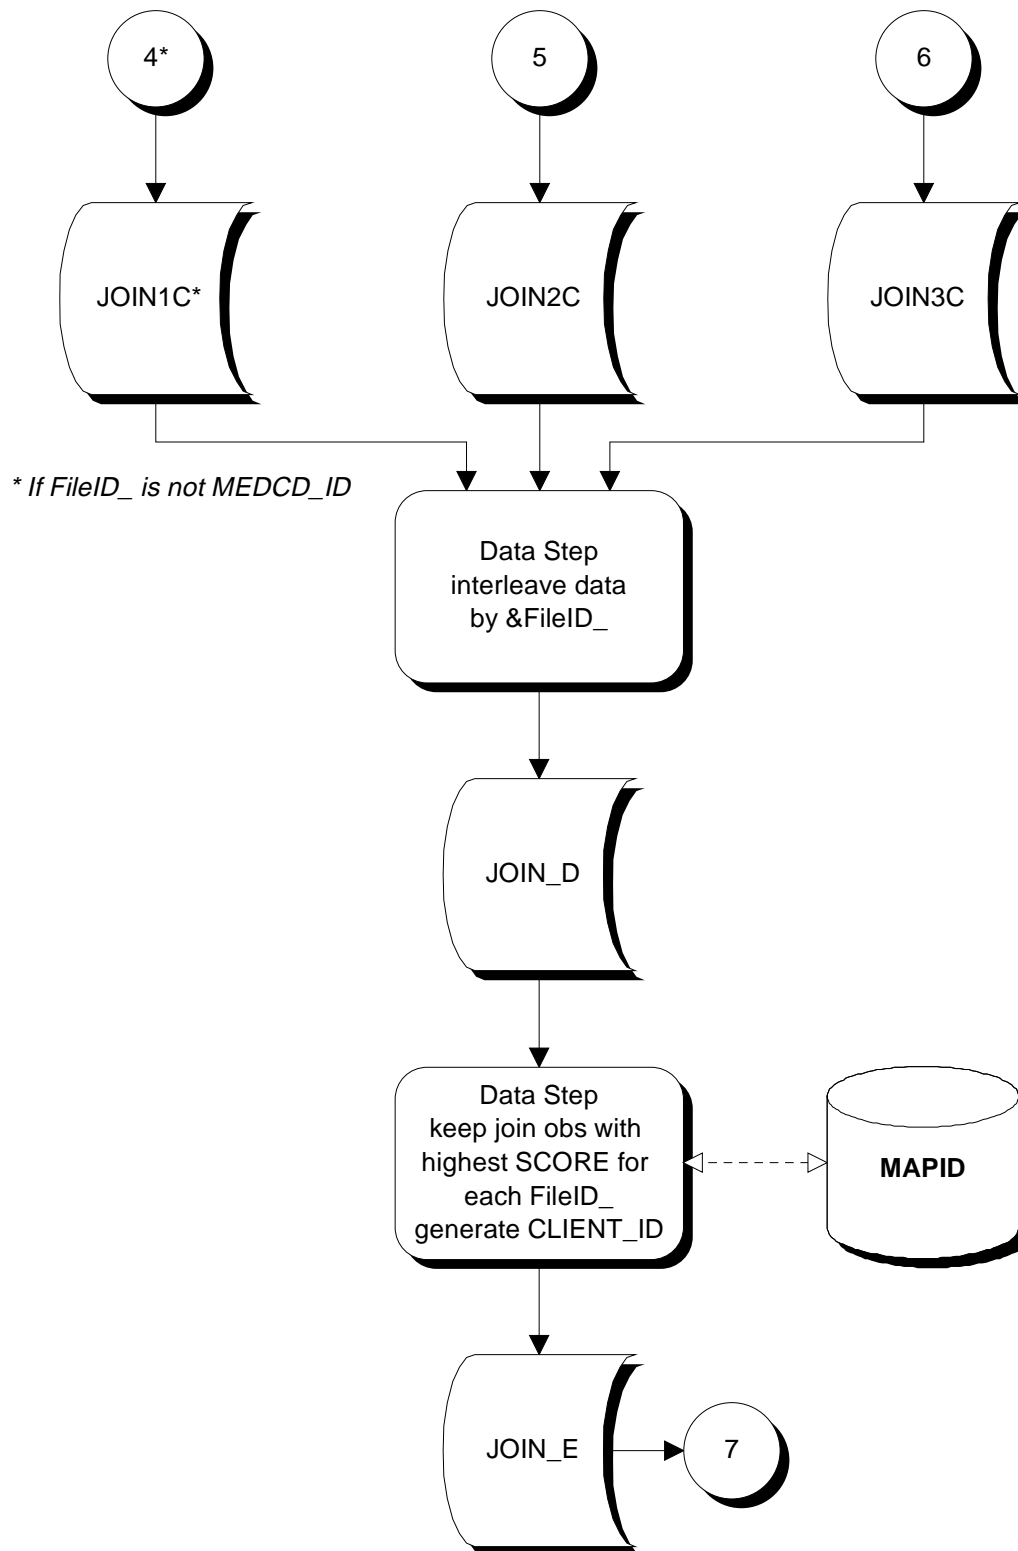 4*
5
6
JOIN1C*
JOIN2C
JOIN3C
* If FileID_ is not MEDCD_ID
Data Step
interleave data
by &FileID_
JOIN_D
Data Step
keep join obs with
highest SCORE for
each FileID_
generate CLIENT_ID
MAPID
JOIN_E
7